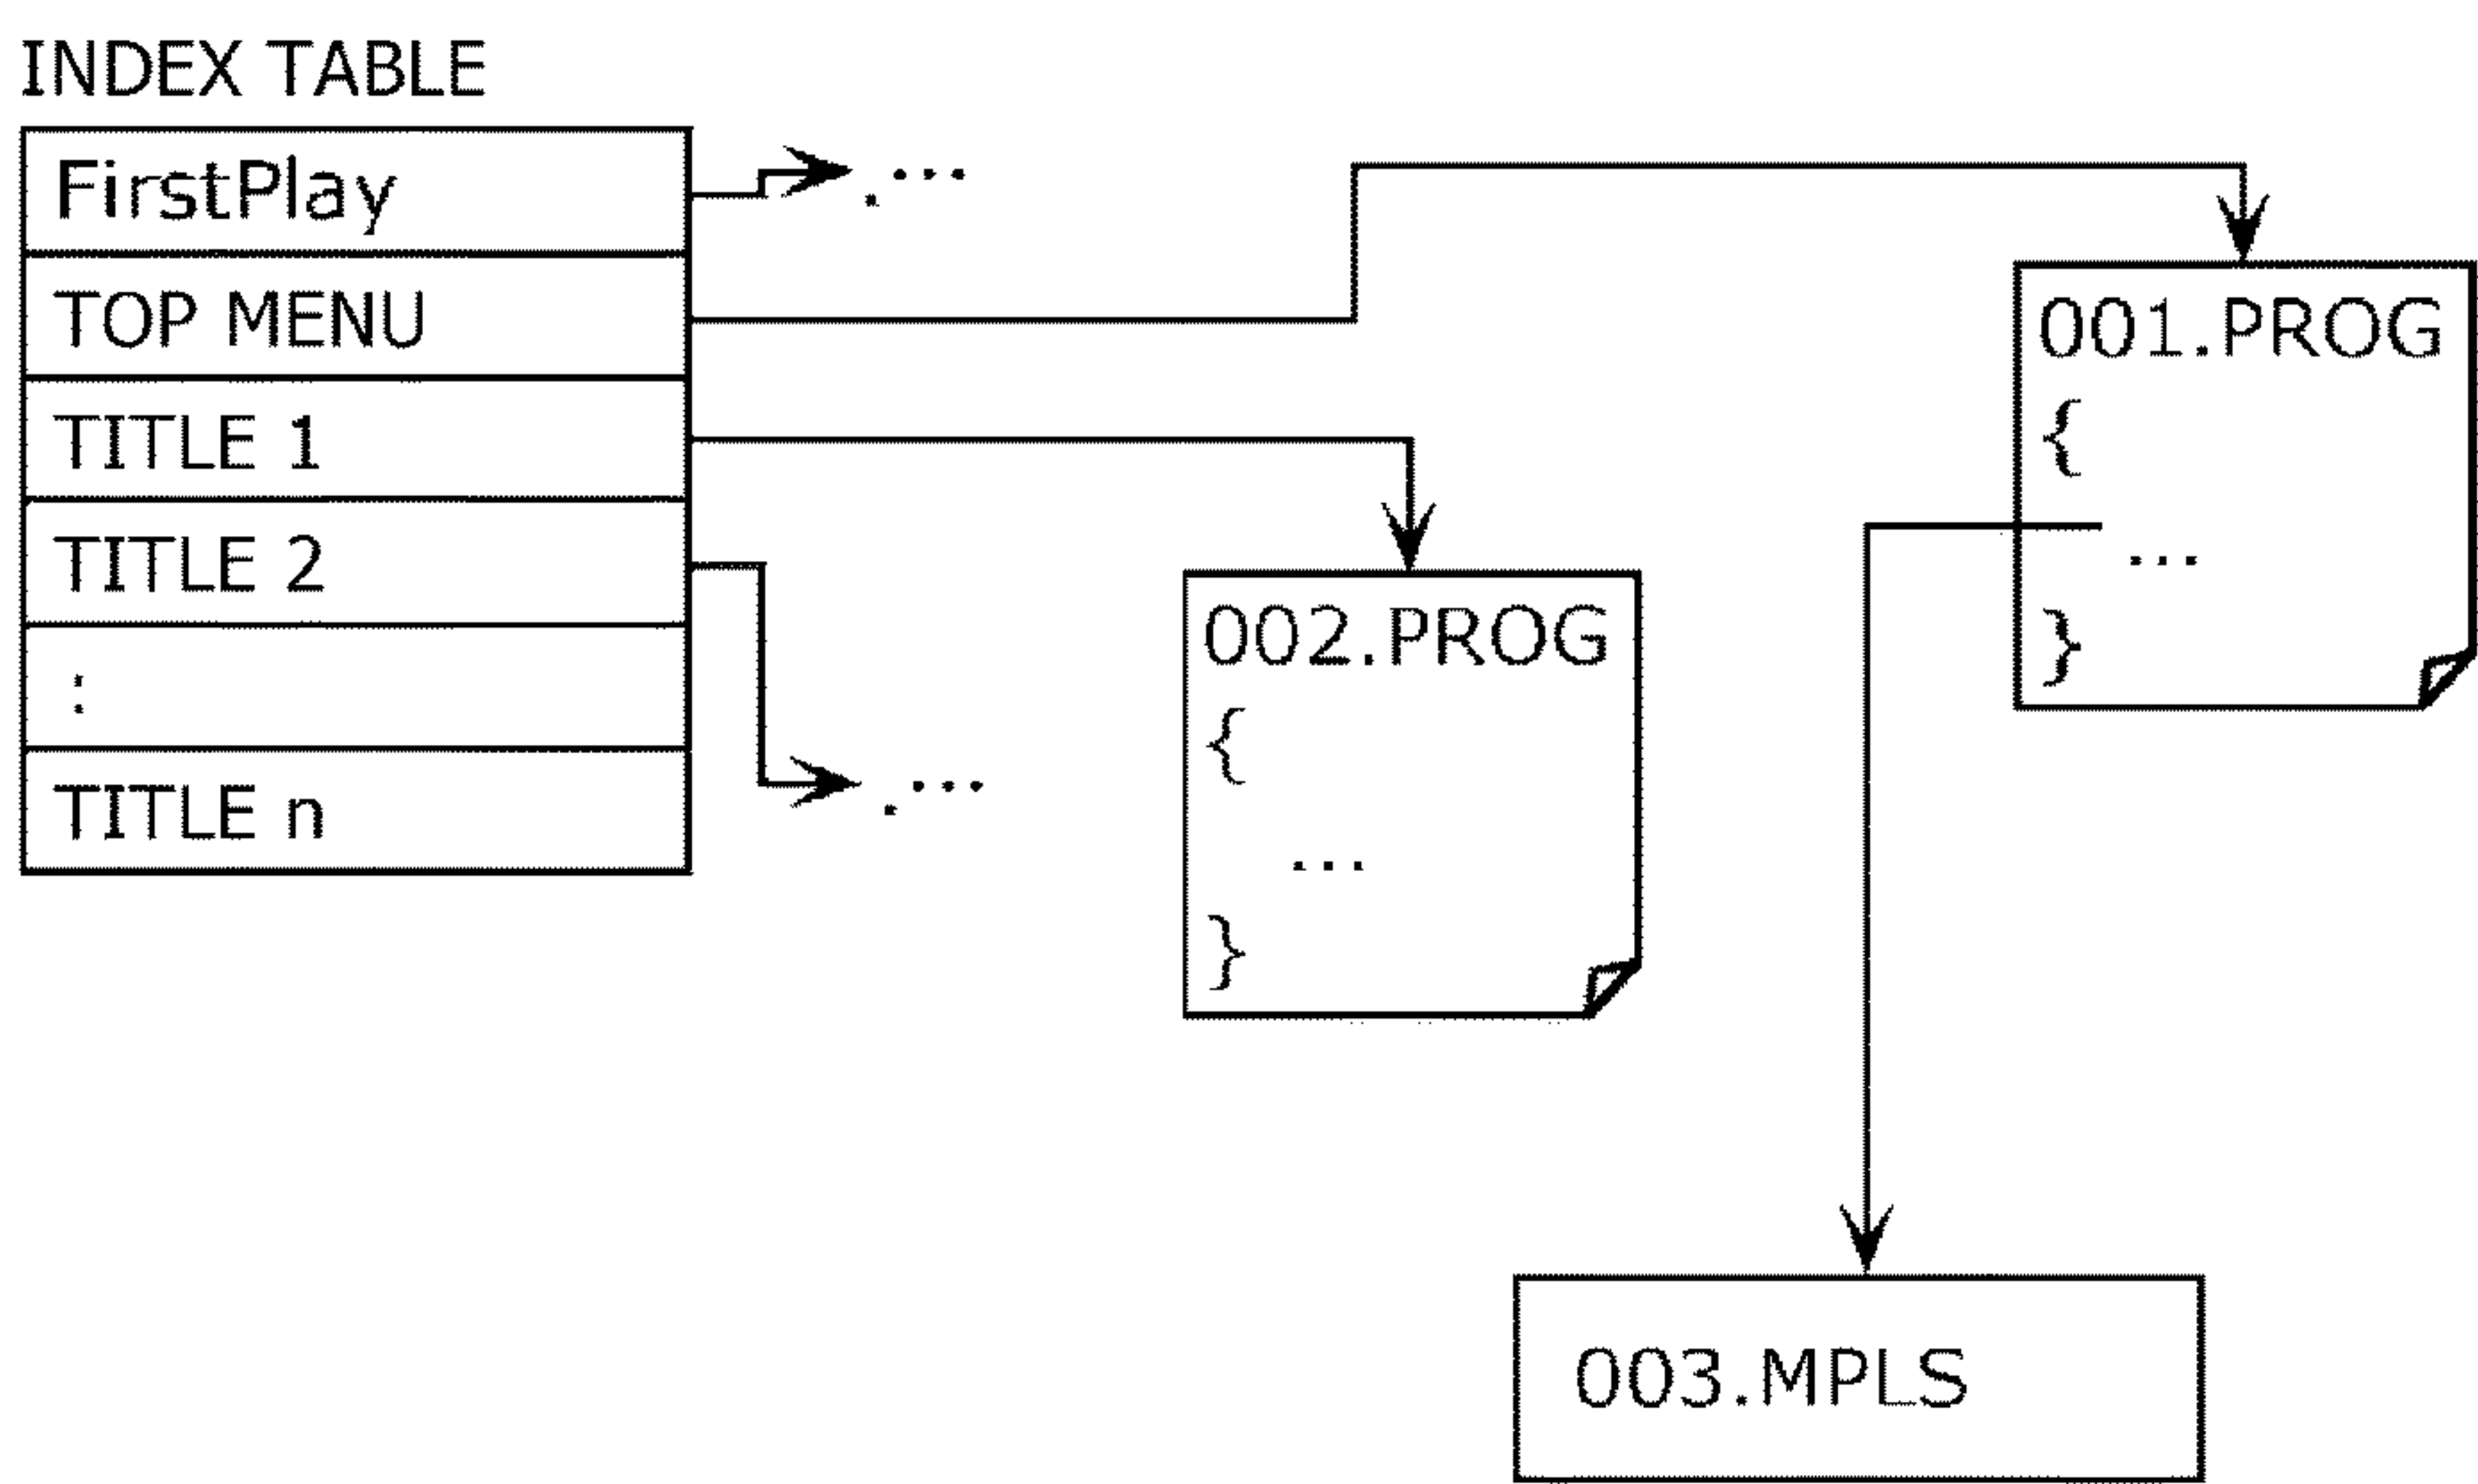 INDEX TABLE
FirstPlay
TOP MENU
TITLE 1
TITLE 2
:
TITLE n
. ...
. ...
001.PROG
{
...
}
002.PROG
{
...
}
003.MPLS